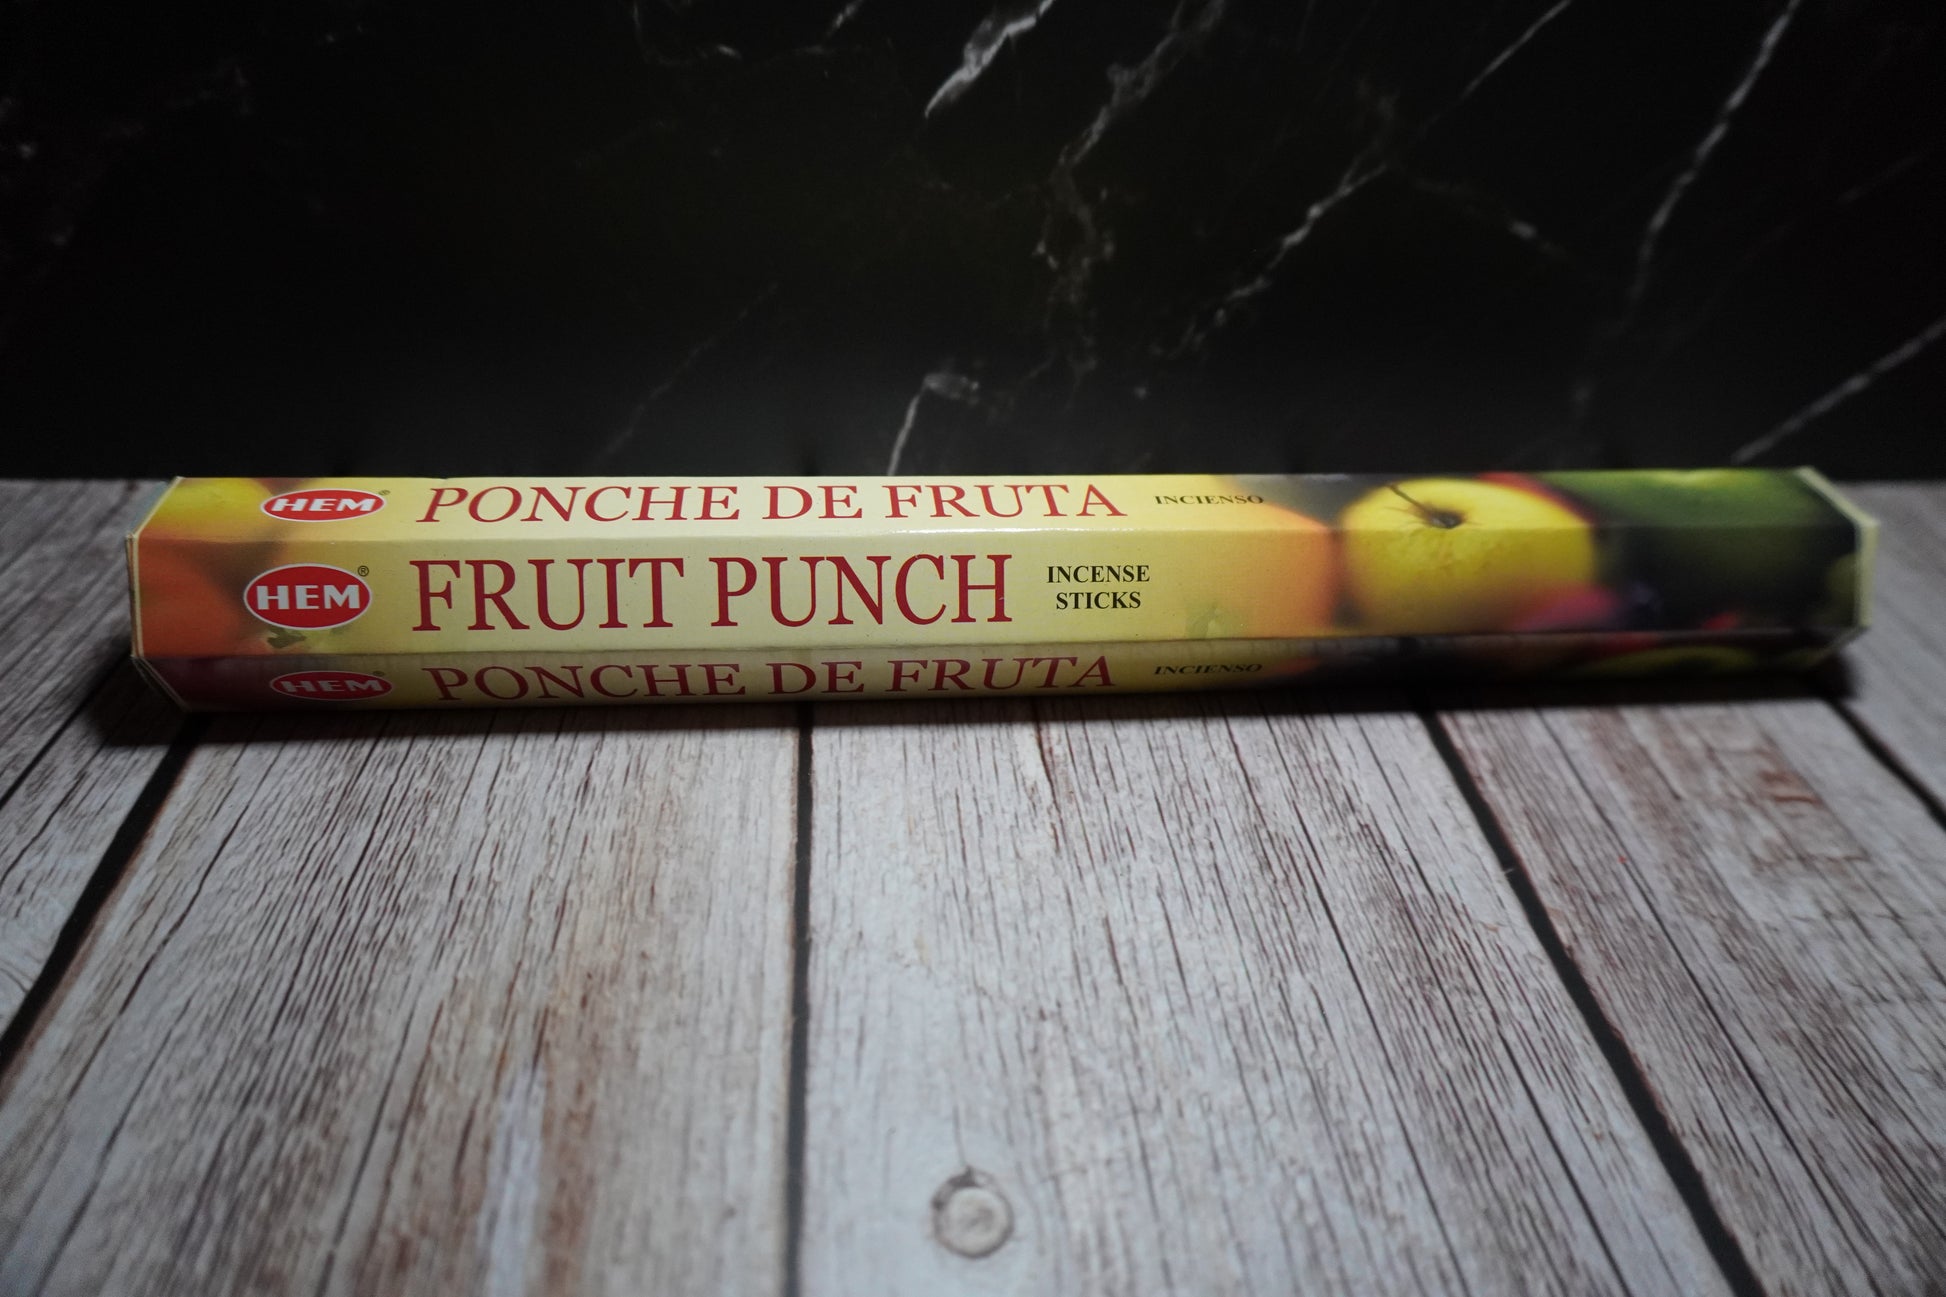 HEM® PONCHE DE FRUTA INCIENSO
HEM® FRUIT PUNCH INCENSE
STICKS
HEM® PONCHE DE FRUTA INCIENSO